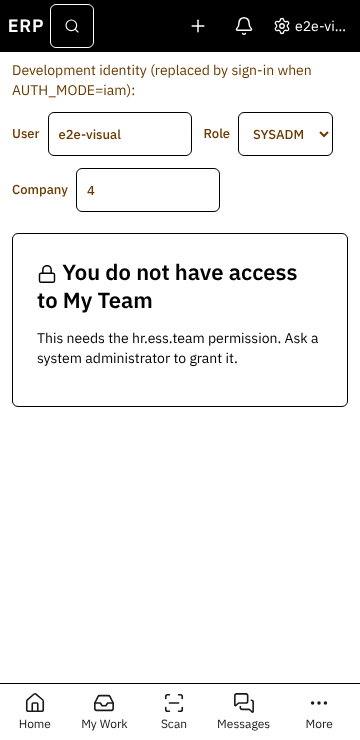 ERP
e2e-vi...
Development identity (replaced by sign-in when
AUTH_MODE=iam):
User e2e-visual Role SYSADM
Company 4
You do not have access
to My Team
This needs the hr.ess.team permission. Ask a
system administrator to grant it.
Home My Work Scan Messages More